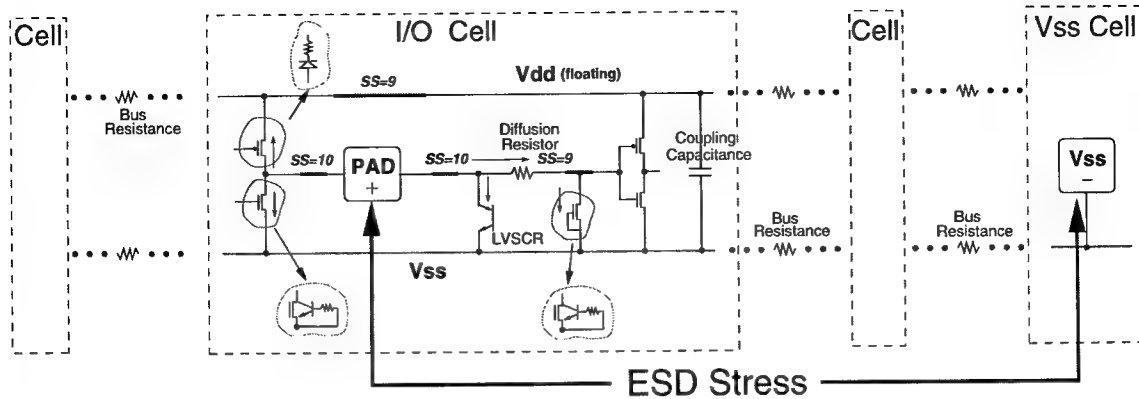 Cell
I/O Cell
Cell
Vss Cell
SS=9
Vdd (floating)
Bus
Resistance
Diffusion
Resistor
Coupling
Capacitance
SS=10
PAD
+
SS=10
SS=9
Vss
−
LVSCR
Bus
Resistance
Bus
Resistance
Vss
ESD Stress